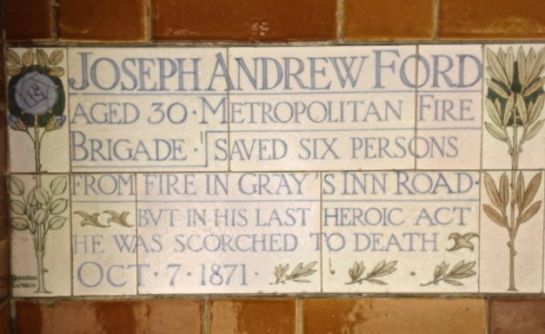 JOSEPH ANDREW FORD
AGED 30 · METROPOLITAN FIRE
BRIGADE · SAVED SIX PERSONS
FROM FIRE IN GRAY'S INN ROAD ·
BVT IN HIS LAST HEROIC ACT
HE WAS SCORCHED TO DEATH
OCT · 7 · 1871 ·